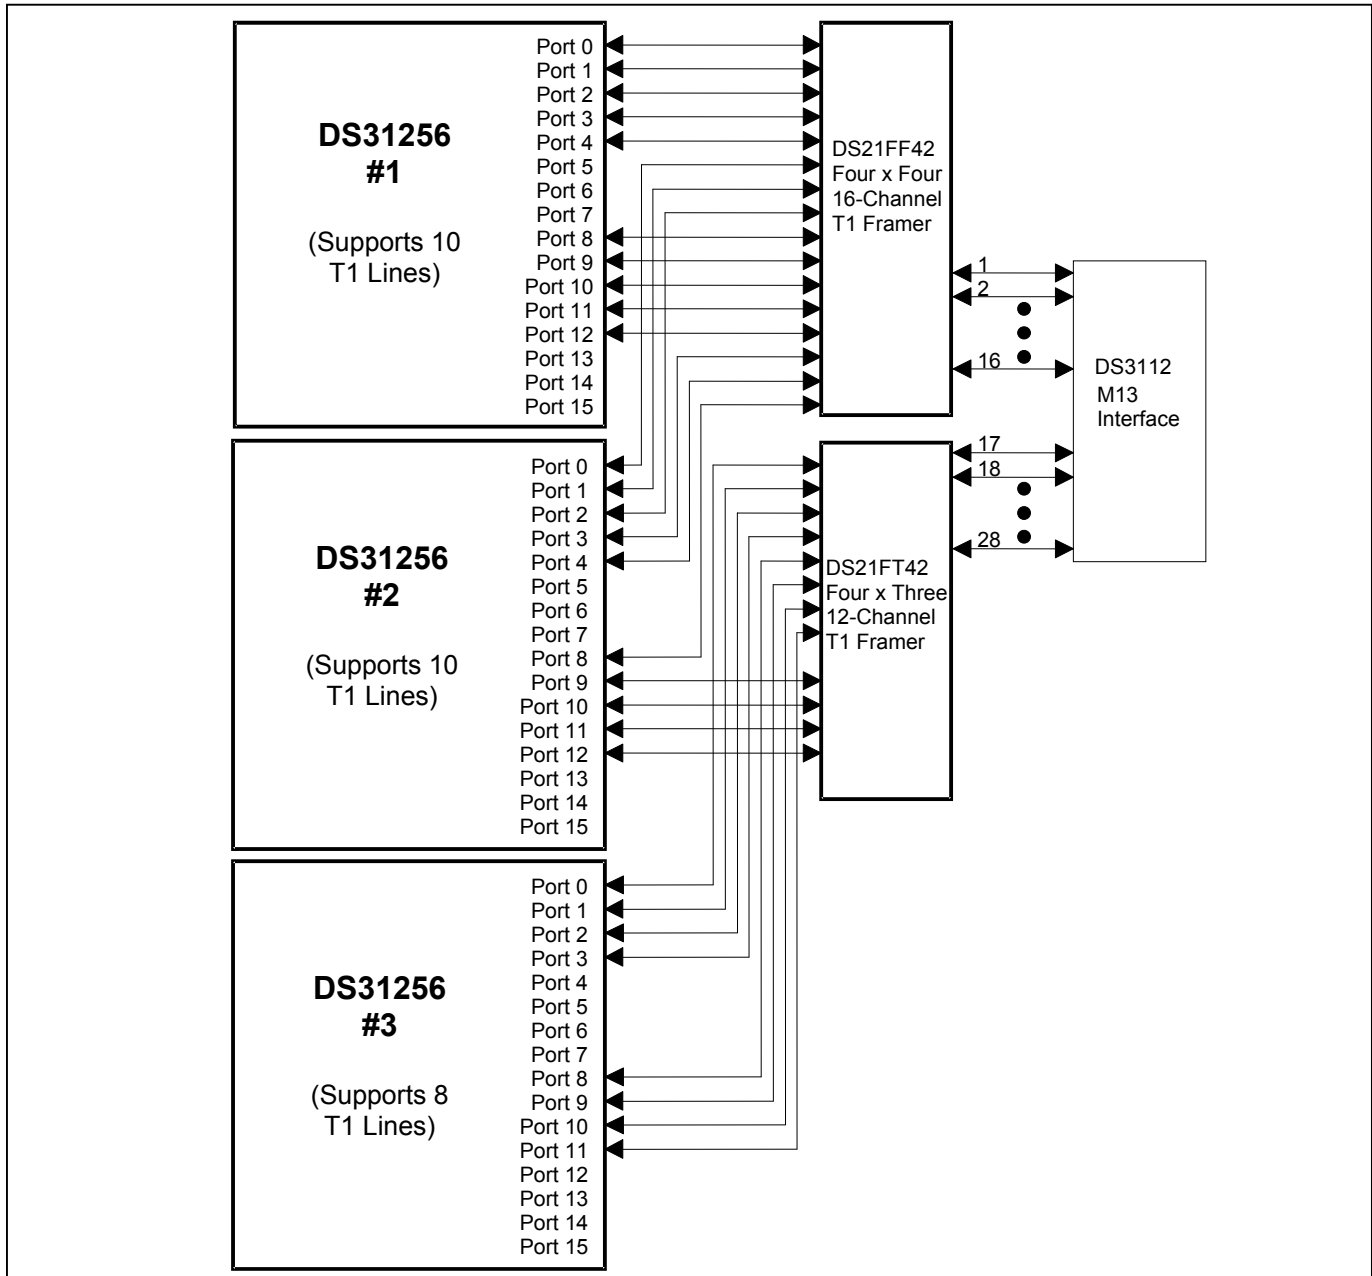 DS31256
#1
(Supports 10
T1 Lines)
Port 0
Port 1
Port 2
Port 3
Port 4
Port 5
Port 6
Port 7
Port 8
Port 9
Port 10
Port 11
Port 12
Port 13
Port 14
Port 15
DS21FF42
Four x Four
16-Channel
T1 Framer
1
2
16
DS3112
M13
Interface
17
18
28
DS31256
#2
(Supports 10
T1 Lines)
Port 0
Port 1
Port 2
Port 3
Port 4
Port 5
Port 6
Port 7
Port 8
Port 9
Port 10
Port 11
Port 12
Port 13
Port 14
Port 15
DS21FT42
Four x Three
12-Channel
T1 Framer
DS31256
#3
(Supports 8
T1 Lines)
Port 0
Port 1
Port 2
Port 3
Port 4
Port 5
Port 6
Port 7
Port 8
Port 9
Port 10
Port 11
Port 12
Port 13
Port 14
Port 15